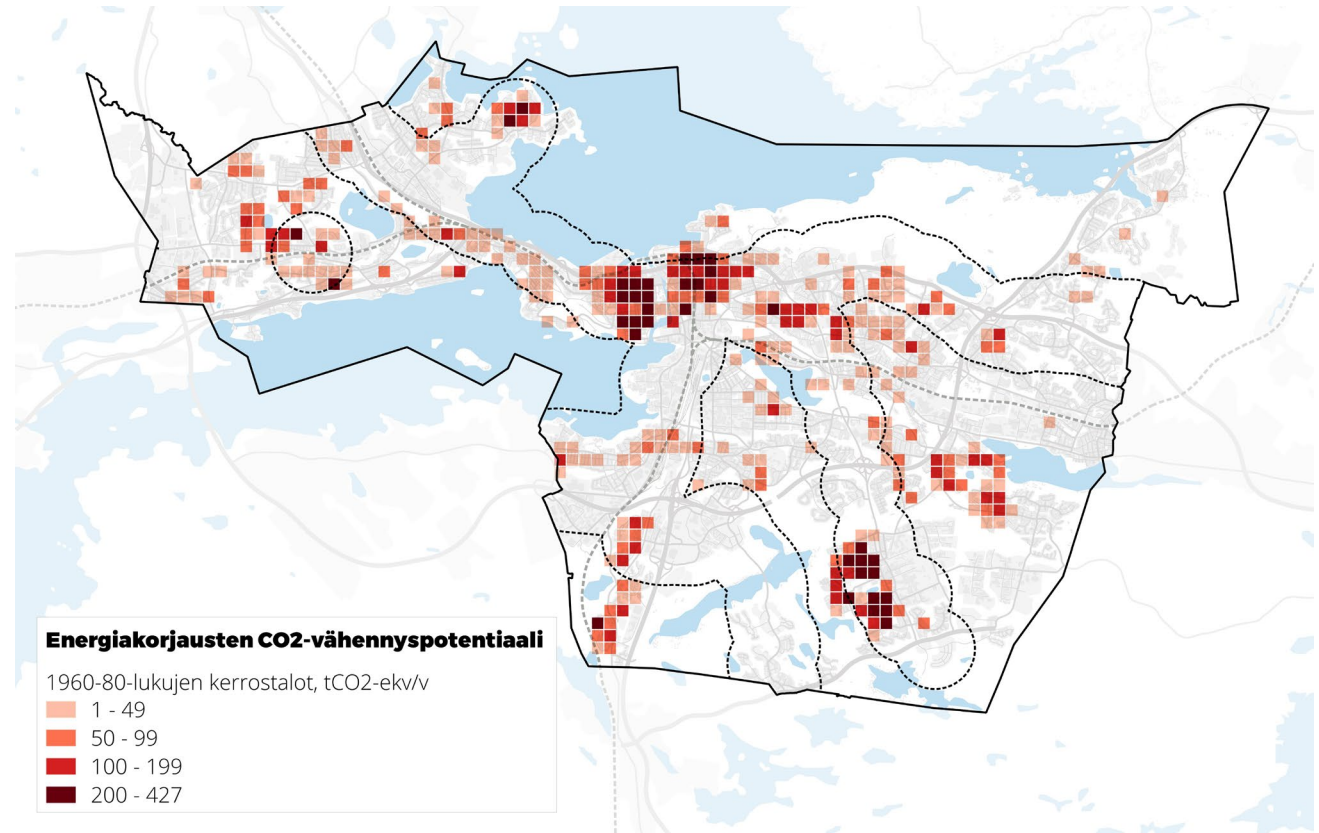 Energiakorjausten CO2-vähennyspotentiaali
1960-80-lukujen kerrostalot, tCO2-ekv/v
1 - 49
50 - 99
100 - 199
200 - 427